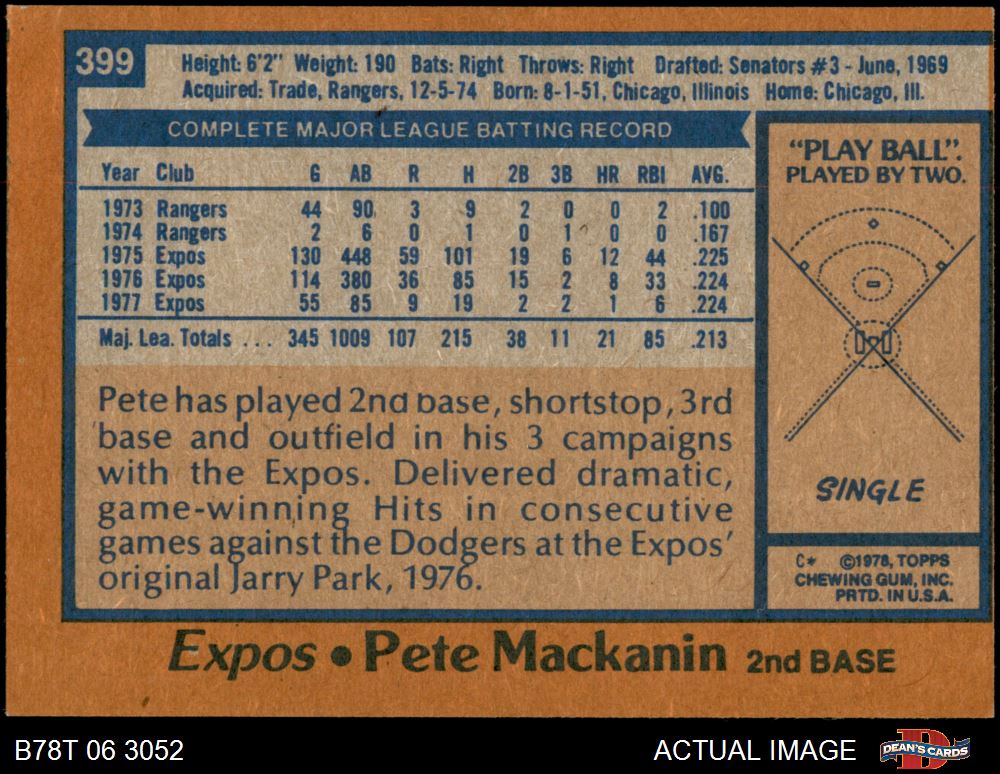 399
Height: 6'2" Weight: 190 Bats: Right Throws: Right Drafted: Senators #3 - June, 1969
Acquired: Trade, Rangers, 12-5-74 Born: 8-1-51, Chicago, Illinois Home: Chicago, Ill.
COMPLETE MAJOR LEAGUE BATTING RECORD
Year Club G AB R H 2B 3B HR RBI AVG.
1973 Rangers 44 90 3 9 2 0 0 2 .100
1974 Rangers 2 6 0 1 0 1 0 0 .167
1975 Expos 130 448 59 101 19 6 12 44 .225
1976 Expos 114 380 36 85 15 2 8 33 .224
1977 Expos 55 85 9 19 2 2 1 6 .224
Maj. Lea. Totals ... 345 1009 107 215 38 11 21 85 .213
Pete has played 2nd base, shortstop, 3rd
base and outfield in his 3 campaigns
with the Expos. Delivered dramatic,
game-winning Hits in consecutive
games against the Dodgers at the Expos'
original Jarry Park, 1976.
"PLAY BALL".
PLAYED BY TWO.
SINGLE
C* ©1978, TOPPS
CHEWING GUM, INC.
PRTD. IN U.S.A.
Expos • Pete Mackanin 2nd BASE
B78T 06 3052 ACTUAL IMAGE DEAN'S CARDS